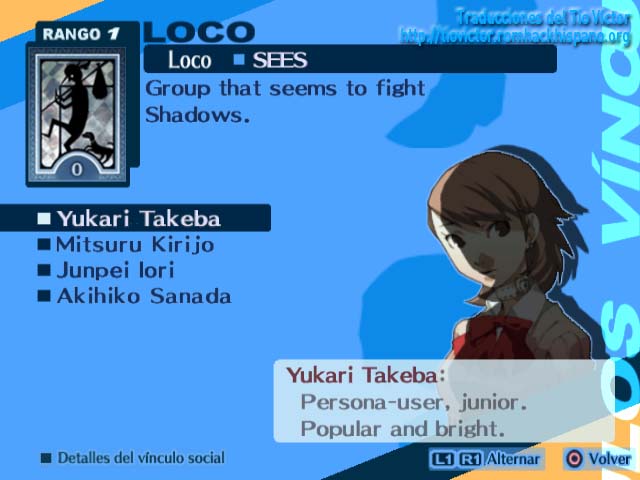 RANGO 1
LOCO
Traducciones del Tio Victor
http://tiovictor.romhackhispano.org
Loco ■ SEES
Group that seems to fight
Shadows.
0
Yukari Takeba
Mitsuru Kirijo
Junpei Iori
Akihiko Sanada
Yukari Takeba:
Persona-user, junior.
Popular and bright.
Detalles del vínculo social
L1 R1 Alternar
Volver
LOS VÍNCU